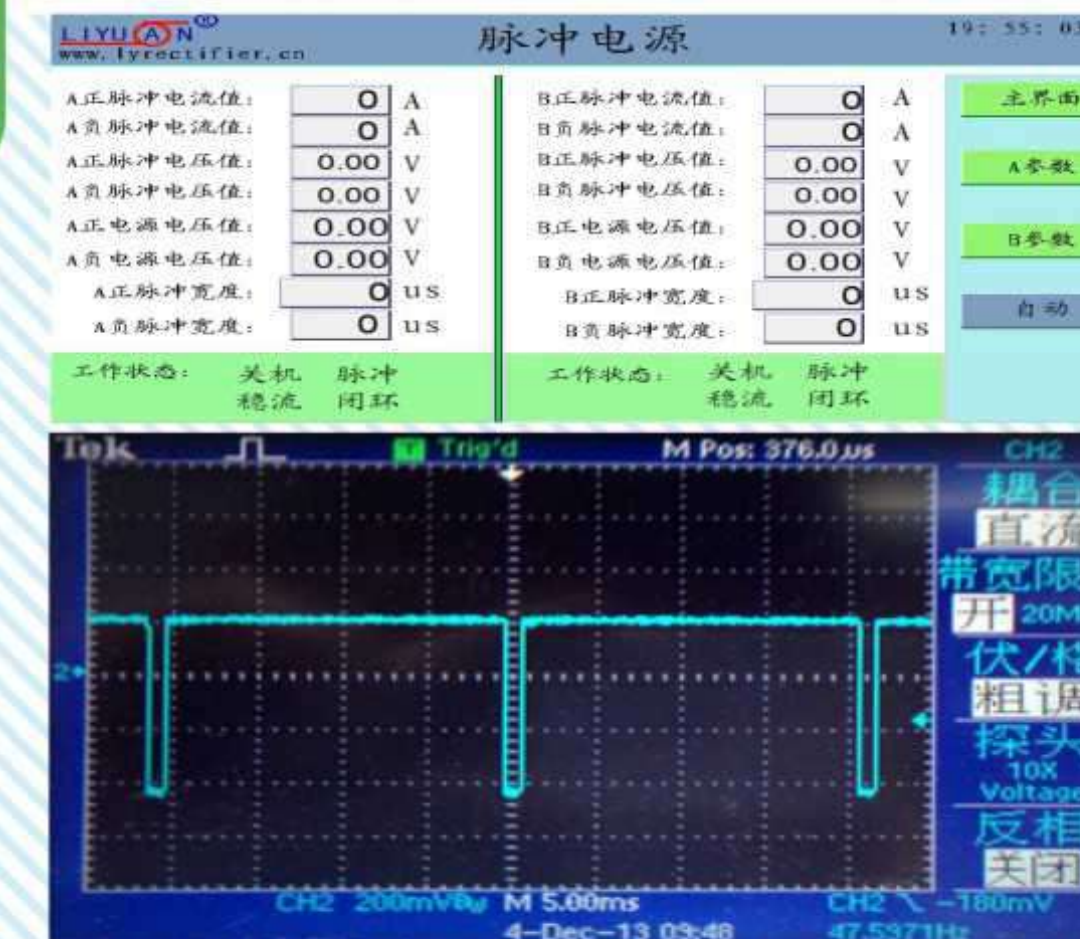 LIYUAN®
www.lyrectifier.cn
脉冲电源
19: 55: 03
A正脉冲电流值: 0 A
A负脉冲电流值: 0 A
A正脉冲电压值: 0.00 V
A负脉冲电压值: 0.00 V
A正电源电压值: 0.00 V
A负电源电压值: 0.00 V
A正脉冲宽度: 0 us
A负脉冲宽度: 0 us
工作状态: 关机 脉冲
稳流 闭环
B正脉冲电流值: 0 A
B负脉冲电流值: 0 A
B正脉冲电压值: 0.00 V
B负脉冲电压值: 0.00 V
B正电源电压值: 0.00 V
B负电源电压值: 0.00 V
B正脉冲宽度: 0 us
B负脉冲宽度: 0 us
工作状态: 关机 脉冲
稳流 闭环
主界面
A参数
B参数
自动
Tek T Trig'd M Pos: 376.0us CH2
耦合
直流
带宽限
开 20M
伏/格
粗调
探头
10X
Voltage
反相
关闭
2
CH2 200mVBW M 5.00ms CH2 -180mV
4-Dec-13 09:48 47.5971Hz